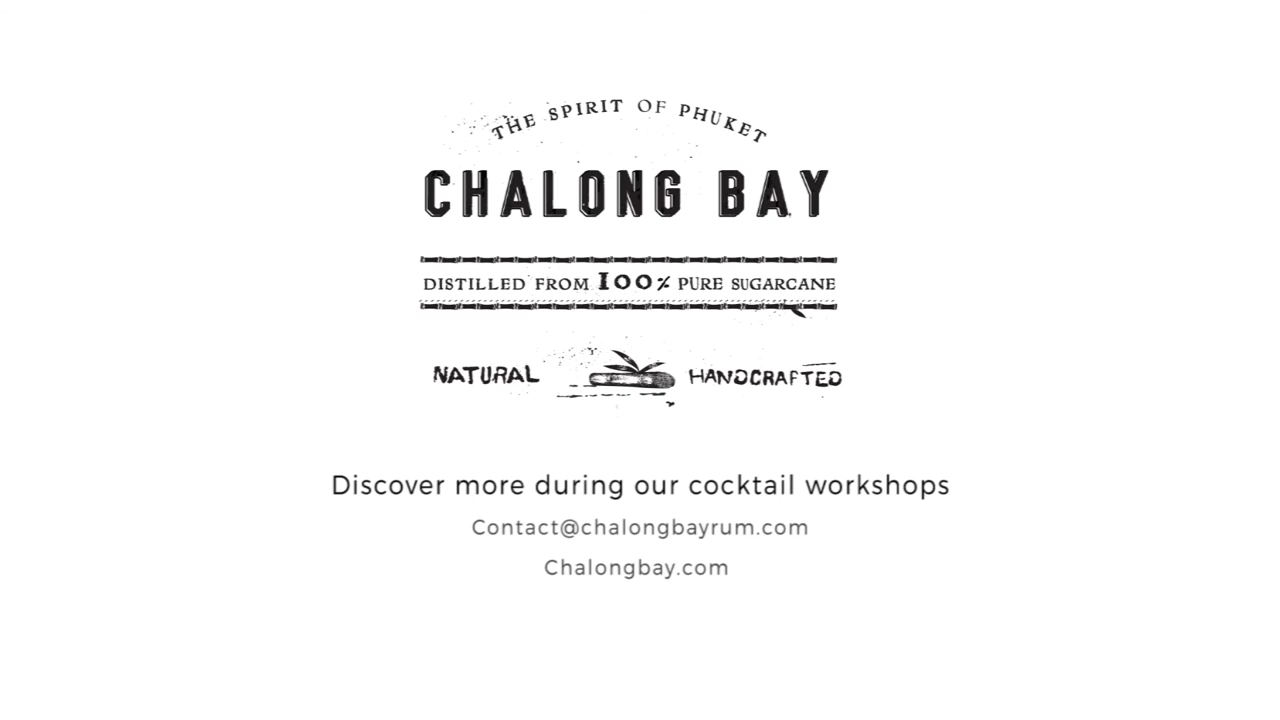 THE SPIRIT OF PHUKET
CHALONG BAY
DISTILLED FROM 100% PURE SUGARCANE
NATURAL HANDCRAFTED
Discover more during our cocktail workshops
Contact@chalongbayrum.com
Chalongbay.com